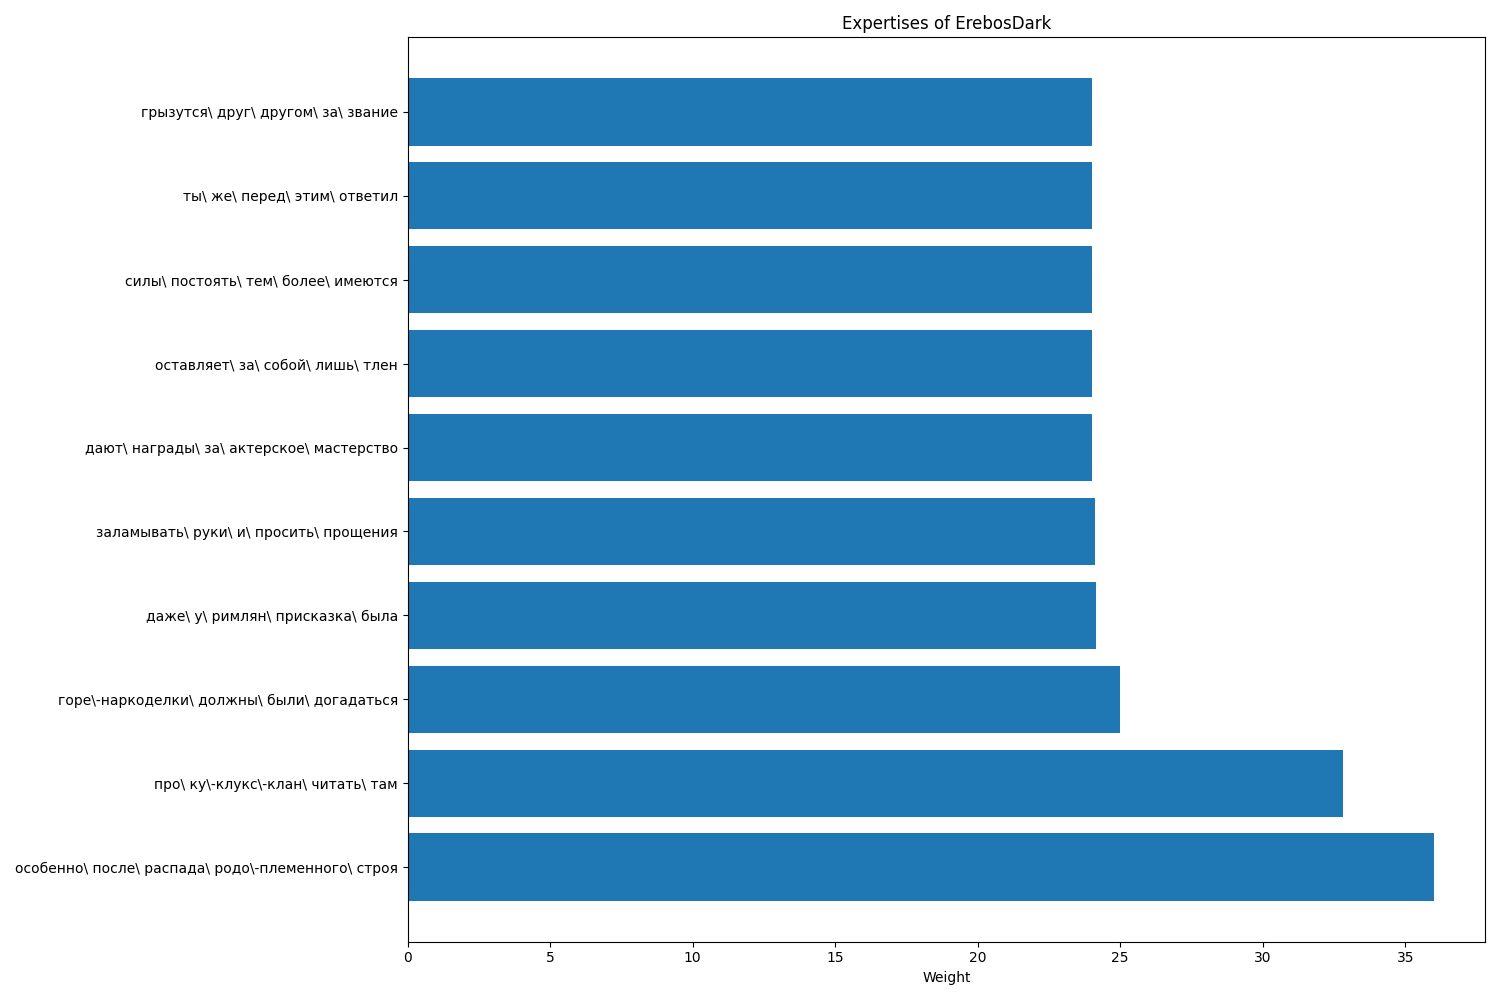 Expertises of ErebosDark
грызутся\ друг\ другом\ за\ звание
ты\ же\ перед\ этим\ ответил
силы\ постоять\ тем\ более\ имеются
оставляет\ за\ собой\ лишь\ тлен
дают\ награды\ за\ актерское\ мастерство
заламывать\ руки\ и\ просить\ прощения
даже\ у\ римлян\ присказка\ была
горе\-наркоделки\ должны\ были\ догадаться
про\ ку\-клукс\-клан\ читать\ там
особенно\ после\ распада\ родо\-племенного\ строя
0 5 10 15 20 25 30 35
Weight